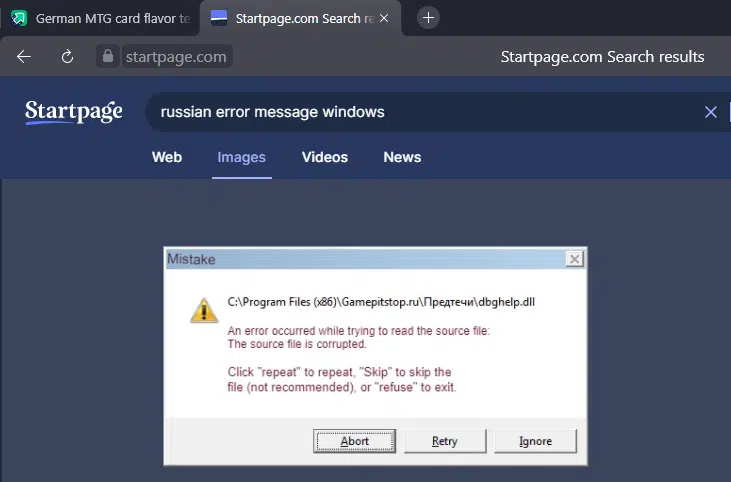 German MTG card flavor te
Startpage.com Search re
startpage.com
Startpage.com Search results
Startpage
russian error message windows
Web
Images
Videos
News
Mistake
C:\Program Files (x86)\Gamepitstop.ru\Предтечи\dbghelp.dll
An error occurred while trying to read the source file:
The source file is corrupted.
Click "repeat" to repeat, "Skip" to skip the
file (not recommended), or "refuse" to exit.
Abort
Retry
Ignore